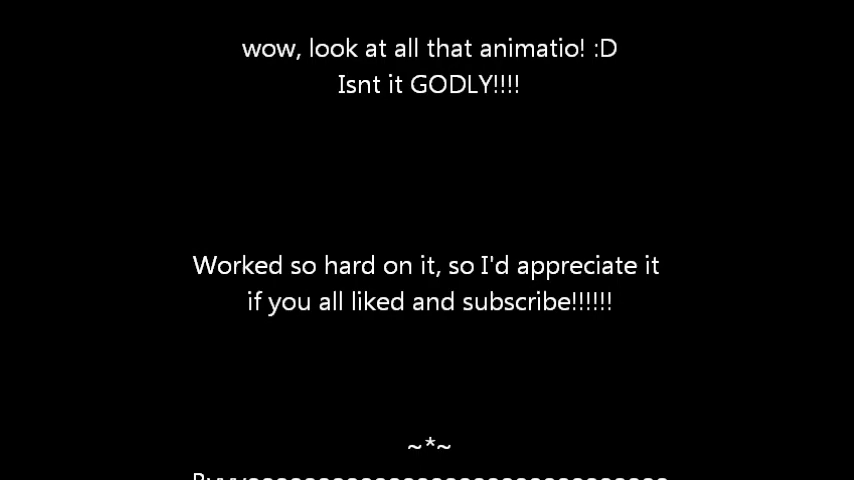 wow, look at all that animatio! :D
Isnt it GODLY!!!!
Worked so hard on it, so I'd appreciate it
if you all liked and subscribe!!!!!!
~*~